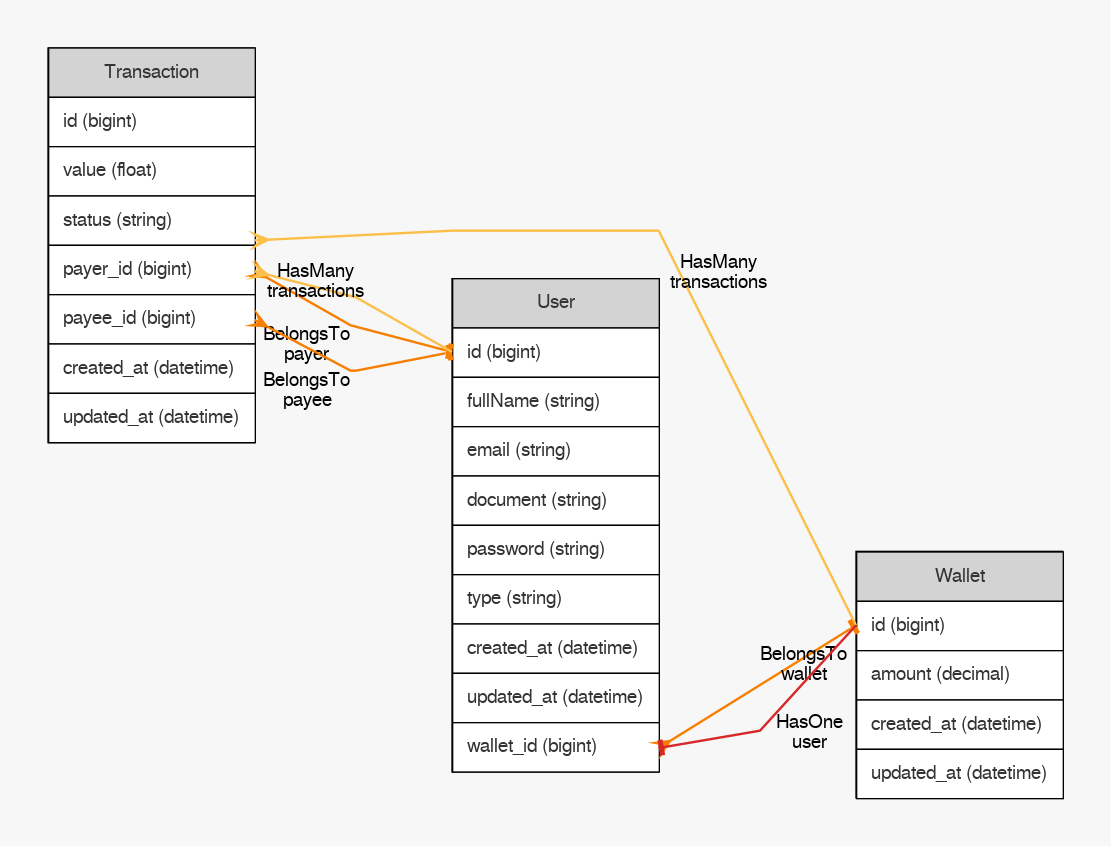 Transaction
id (bigint)
value (float)
status (string)
payer_id (bigint)
payee_id (bigint)
created_at (datetime)
updated_at (datetime)
HasMany
transactions
BelongsTo
payer
BelongsTo
payee
User
id (bigint)
fullName (string)
email (string)
document (string)
password (string)
type (string)
created_at (datetime)
updated_at (datetime)
wallet_id (bigint)
HasMany
transactions
BelongsTo
wallet
HasOne
user
Wallet
id (bigint)
amount (decimal)
created_at (datetime)
updated_at (datetime)